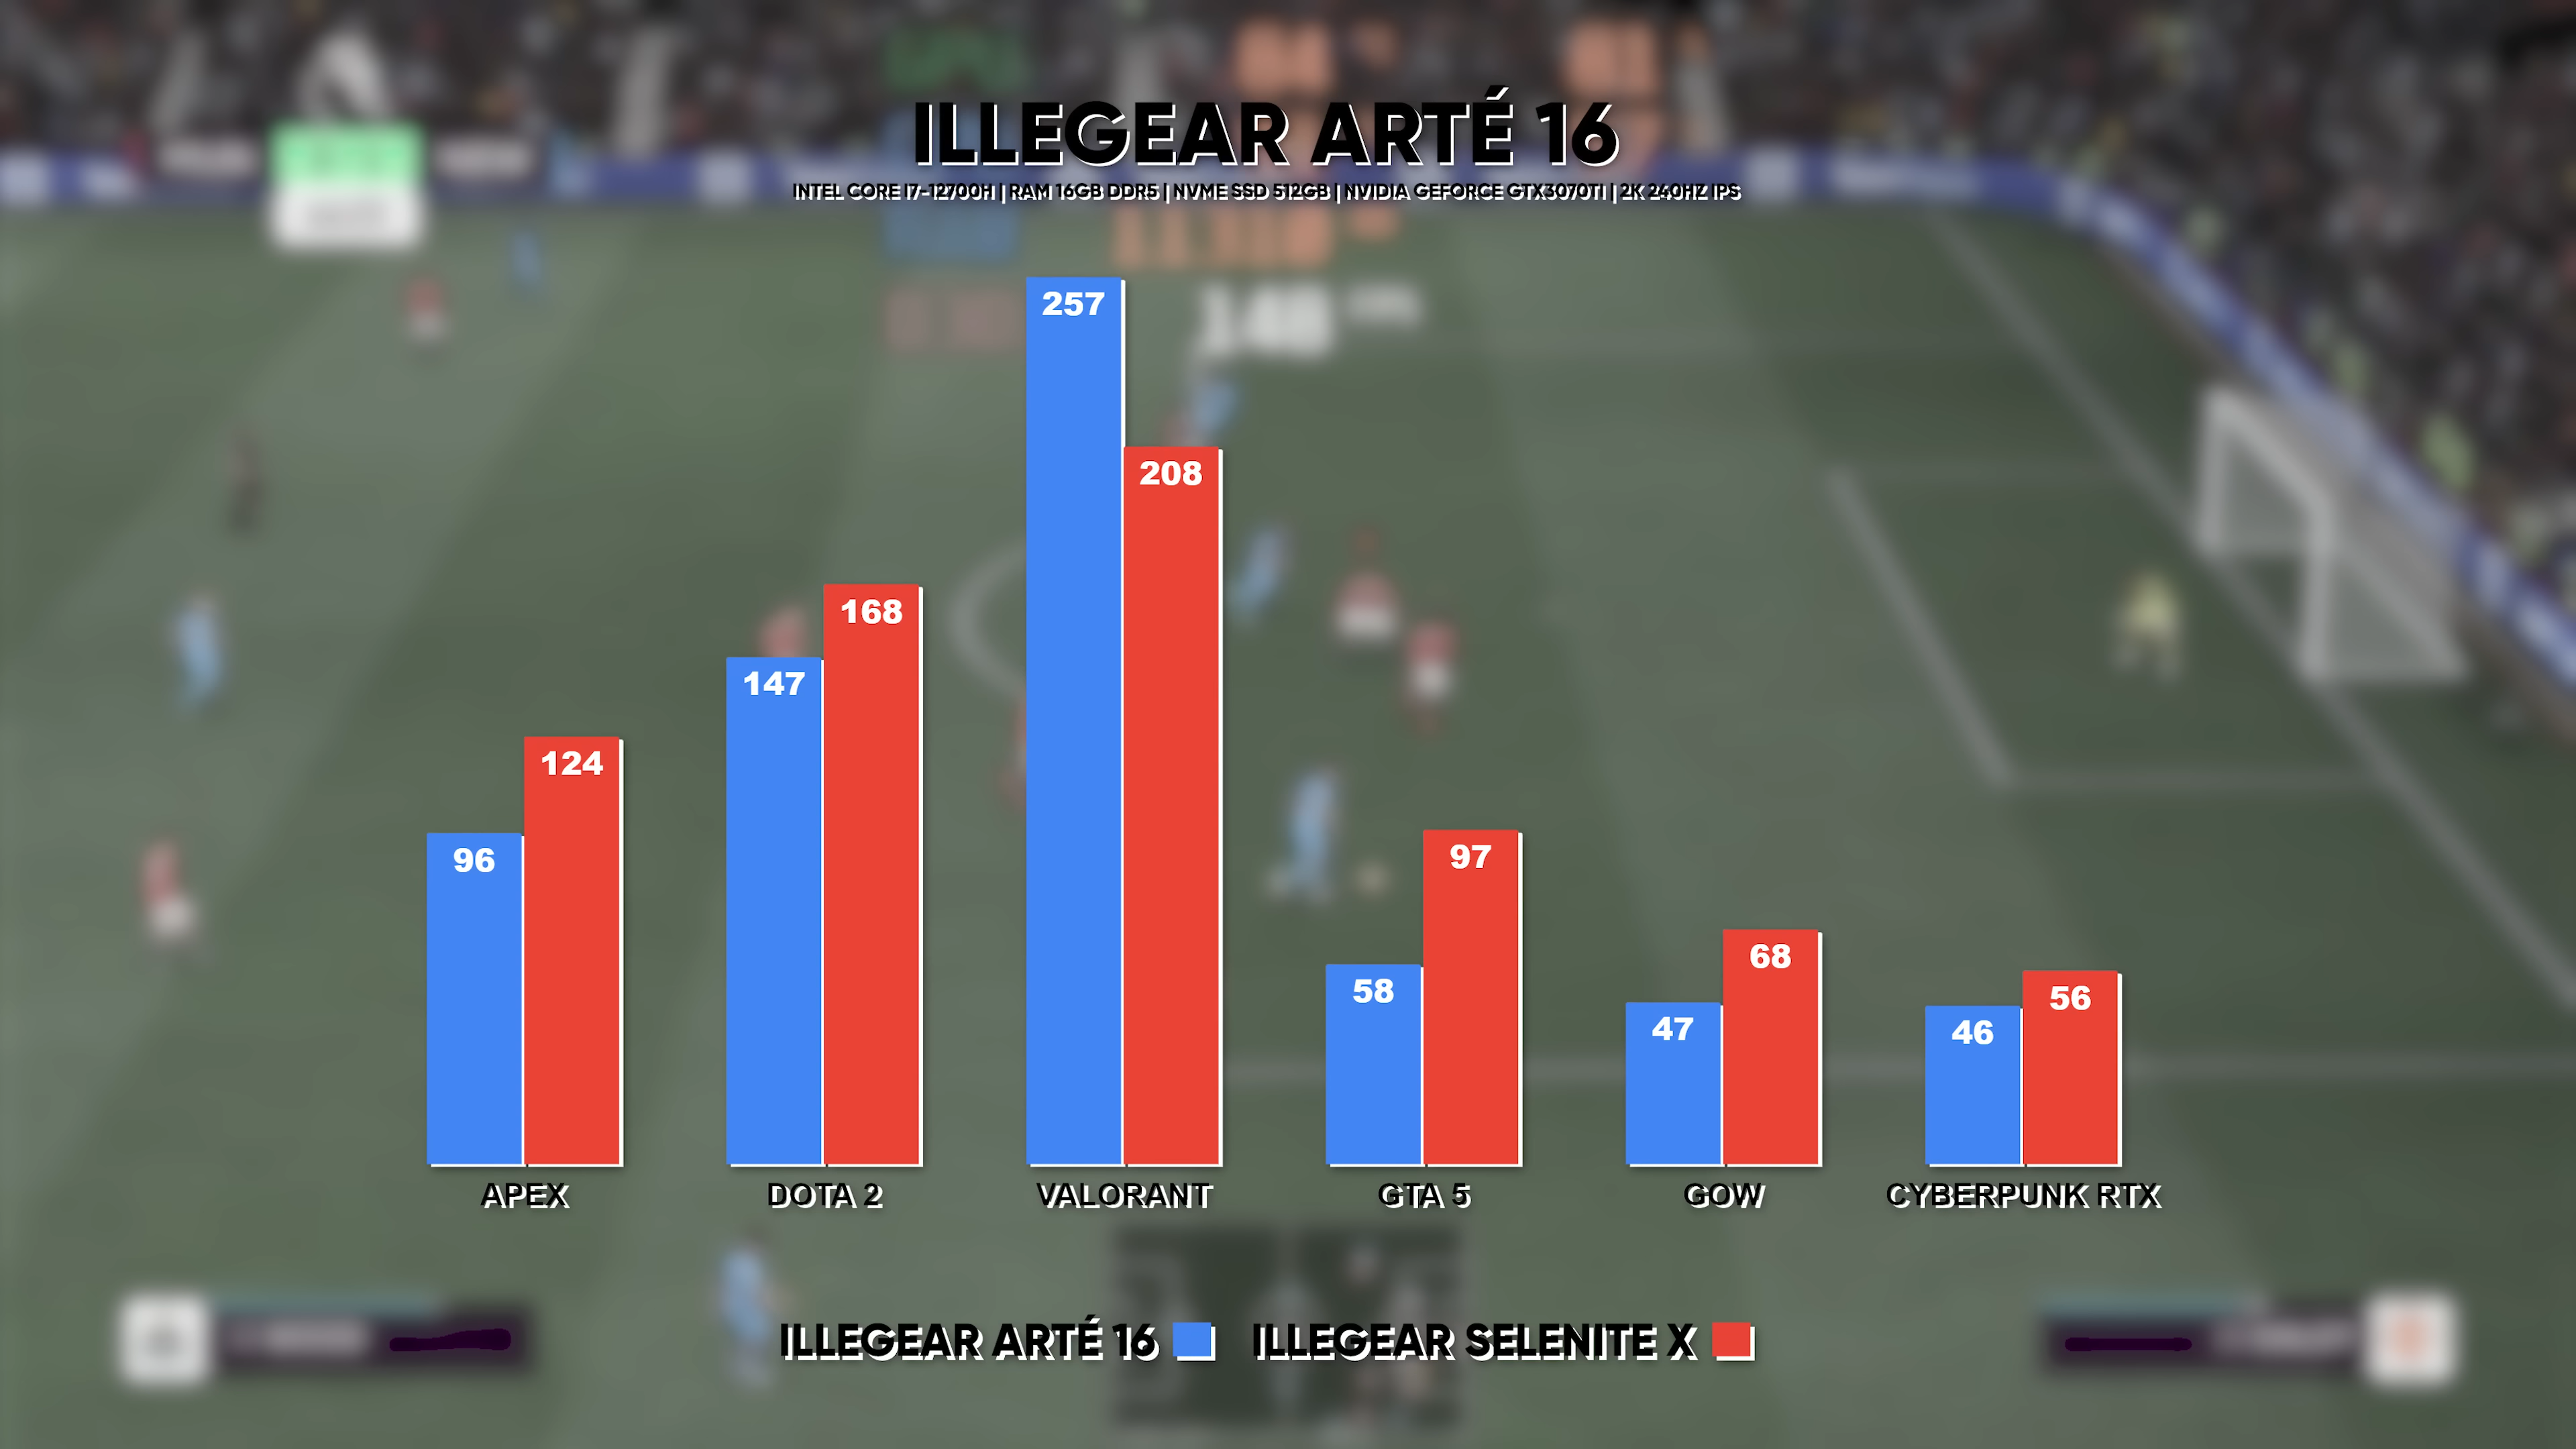 ILLEGEAR ARTÉ 16
INTEL CORE I7-12700H | RAM 16GB DDR5 | NVME SSD 512GB | NVIDIA GEFORCE GTX3070TI | 2K 240HZ IPS
257
148
208
168
147
124
96
97
58
68
47
56
46
APEX
DOTA 2
VALORANT
GTA 5
GOW
CYBERPUNK RTX
ILLEGEAR ARTÉ 16
ILLEGEAR SELENITE X